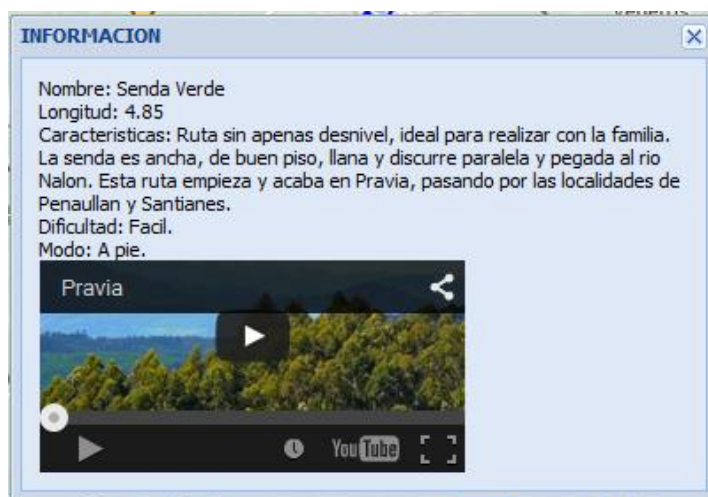 INFORMACION
Nombre: Senda Verde
Longitud: 4.85
Caracteristicas: Ruta sin apenas desnivel, ideal para realizar con la familia.
La senda es ancha, de buen piso, llana y discurre paralela y pegada al rio
Nalon. Esta ruta empieza y acaba en Pravia, pasando por las localidades de
Penaullan y Santianes.
Dificultad: Facil.
Modo: A pie.
Pravia
YouTube